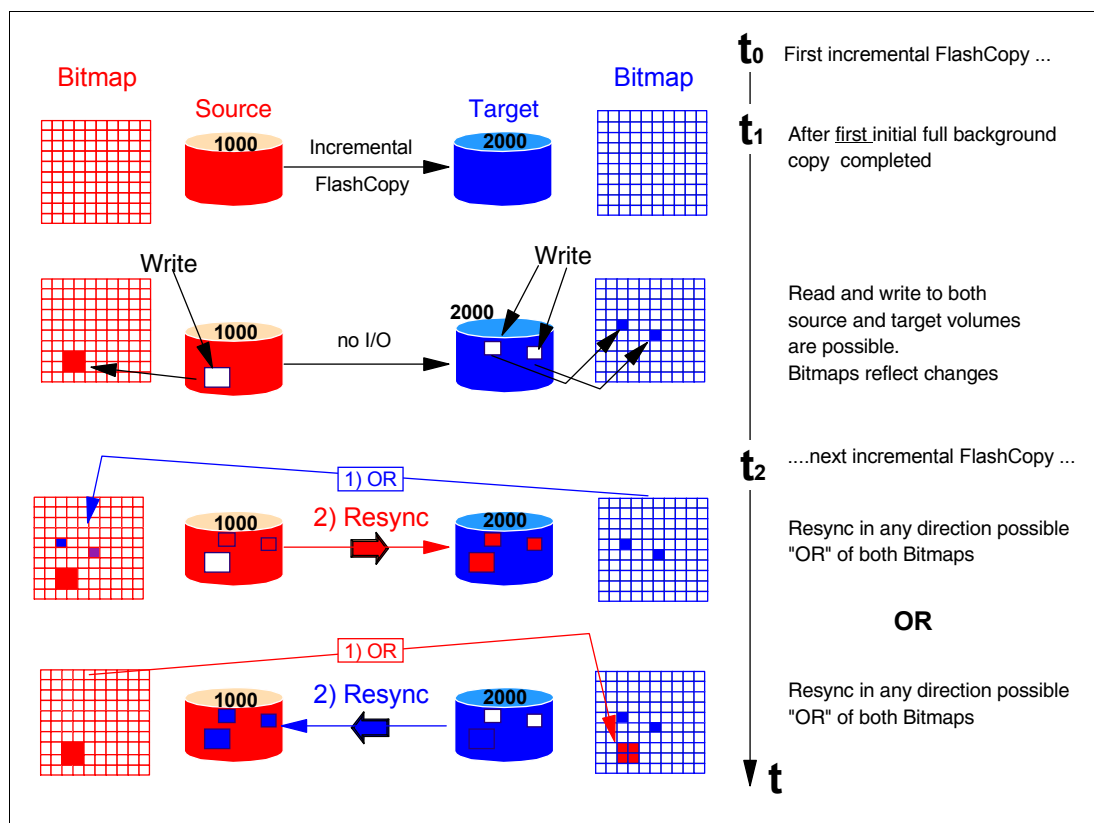 t0 First incremental FlashCopy ...
Bitmap
Bitmap
Source
Target
1000
2000
Incremental
FlashCopy
t1 After first initial full background
copy completed
Write
Write
1000
2000
no I/O
Read and write to both
source and target volumes
are possible.
Bitmaps reflect changes
t2 ....next incremental FlashCopy ...
1) OR
1000
2) Resync
2000
Resync in any direction possible
"OR" of both Bitmaps
OR
1) OR
1000
2) Resync
2000
Resync in any direction possible
"OR" of both Bitmaps
t